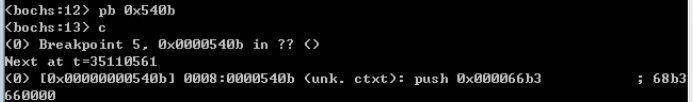 <bochs:12> pb 0x540b
<bochs:13> c
(0) Breakpoint 5, 0x0000540b in ?? ()
Next at t=35110561
(0) [0x00000000540b] 0008:0000540b (unk. ctxt): push 0x000066b3 ; 68b3
660000